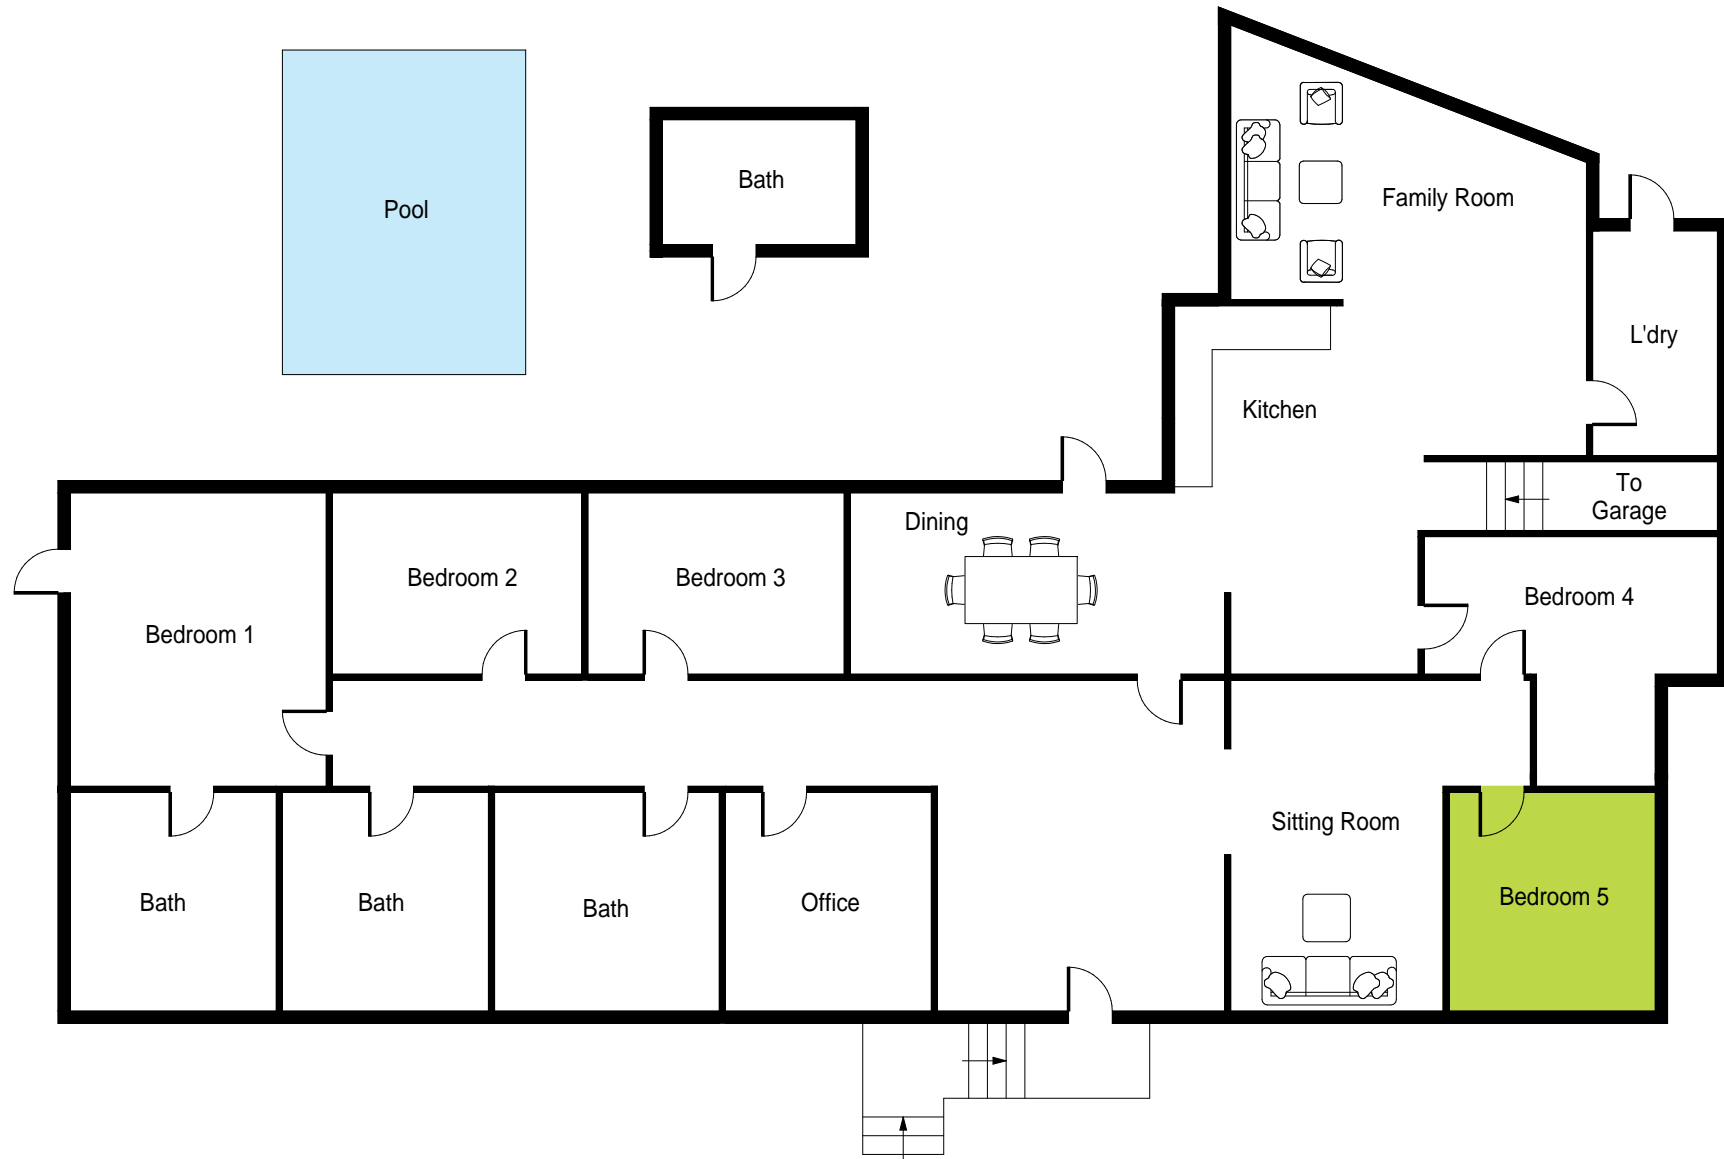 Pool
Bath
Family Room
L'dry
Kitchen
To
Garage
Dining
Bedroom 1
Bedroom 2
Bedroom 3
Bedroom 4
Sitting Room
Bath
Bath
Bath
Office
Bedroom 5